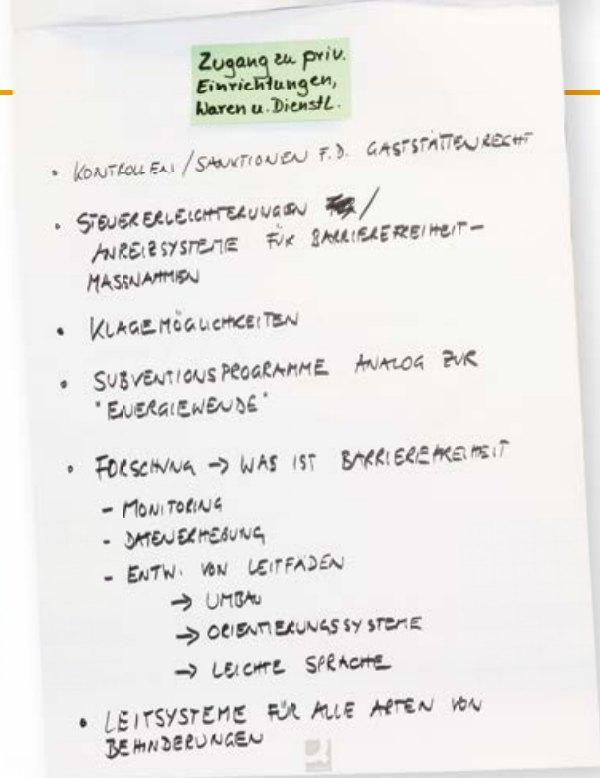 Zugang zu priv.
Einrichtungen,
Waren u. Dienstl.
• KONTROLLEN / SANKTIONEN F.D. GASTSTÄTTENRECHT
• STEUERERLEICHTERUNGEN /
ANREIZSYSTEME FÜR BARRIEREFREIHEIT-
MASSNAHMEN
• KLAGEMÖGLICHKEITEN
• SUBVENTIONSPROGRAMME ANALOG ZUR
"ENERGIEWENDE"
• FORSCHUNG → WAS IST BARRIEREFREIHEIT
- MONITORING
- DATENERHEBUNG
- ENTW. VON LEITFÄDEN
→ UMBAU
→ ORIENTIERUNGSSYSTEME
→ LEICHTE SPRACHE
• LEITSYSTEME FÜR ALLE ARTEN VON
BEHINDERUNGEN